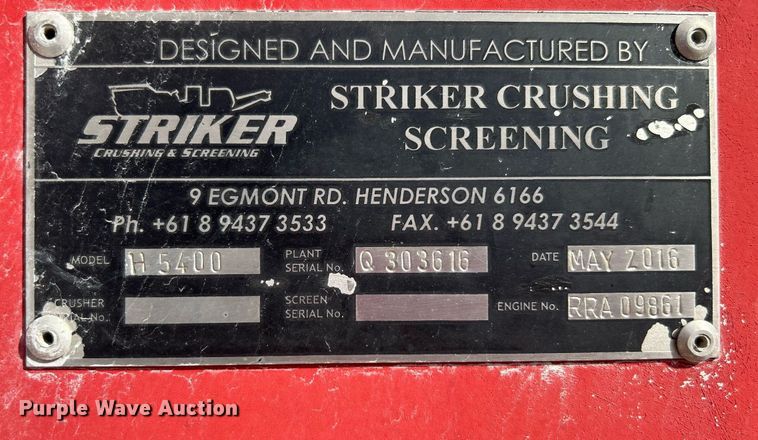 DESIGNED AND MANUFACTURED BY
STRIKER
CRUSHING & SCREENING
STRIKER CRUSHING
SCREENING
9 EGMONT RD. HENDERSON 6166
Ph. +61 8 9437 3533 FAX. +61 8 9437 3544
MODEL H 5400 PLANT SERIAL No. Q 303616 DATE MAY 2016
CRUSHER SERIAL No. SCREEN SERIAL No. ENGINE No. RRA 09861
Purple Wave Auction